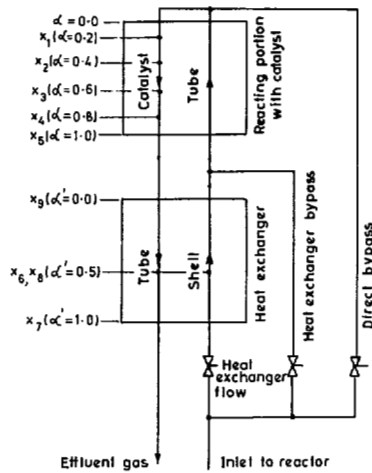 α = 0.0
x₁(α=0.2)
x₂(α=0.4)
x₃(α=0.6)
x₄(α=0.8)
x₅(α=1.0)
Catalyst
Tube
Reacting portion
with catalyst
x₉(α'=0.0)
x₆,x₈(α'=0.5)
x₇(α'=1.0)
Tube
Shell
Heat exchanger
Heat exchanger bypass
Direct bypass
Heat
exchanger
flow
Effluent gas
Inlet to reactor